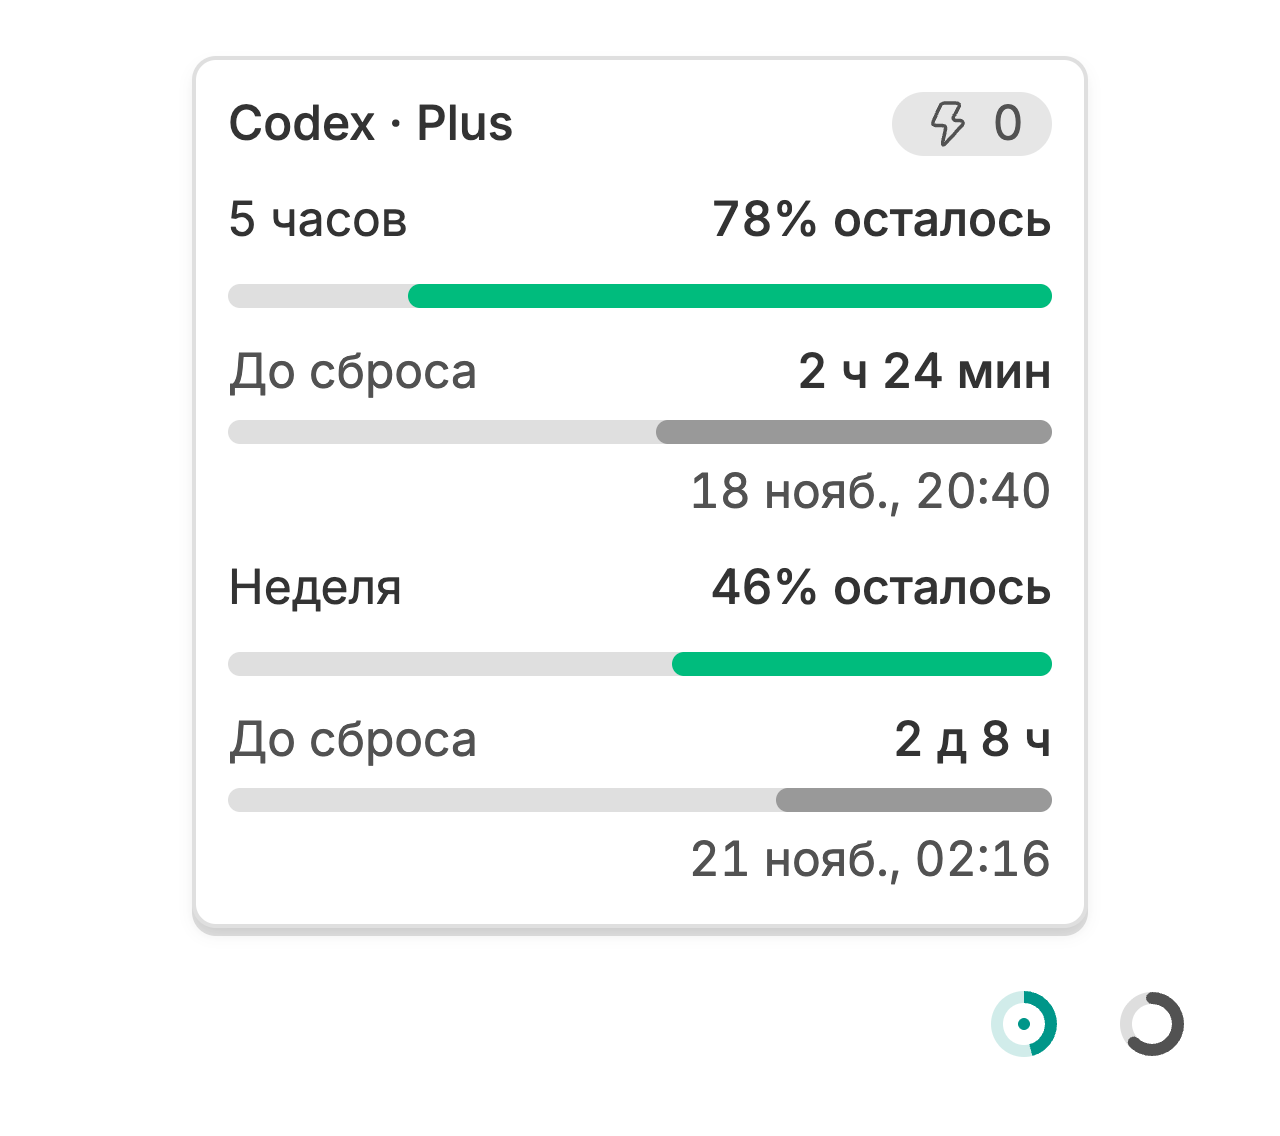 Codex · Plus 0
5 часов 78% осталось
До сброса 2 ч 24 мин
18 нояб., 20:40
Неделя 46% осталось
До сброса 2 д 8 ч
21 нояб., 02:16